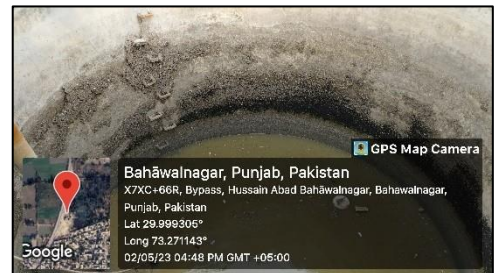 GPS Map Camera
Bahāwalnagar, Punjab, Pakistan
X7XC+66R, Bypass, Hussain Abad Bahāwalnagar, Bahawalnagar,
Punjab, Pakistan
Lat 29.999305°
Long 73.271143°
02/05/23 04:48 PM GMT +05:00
Google